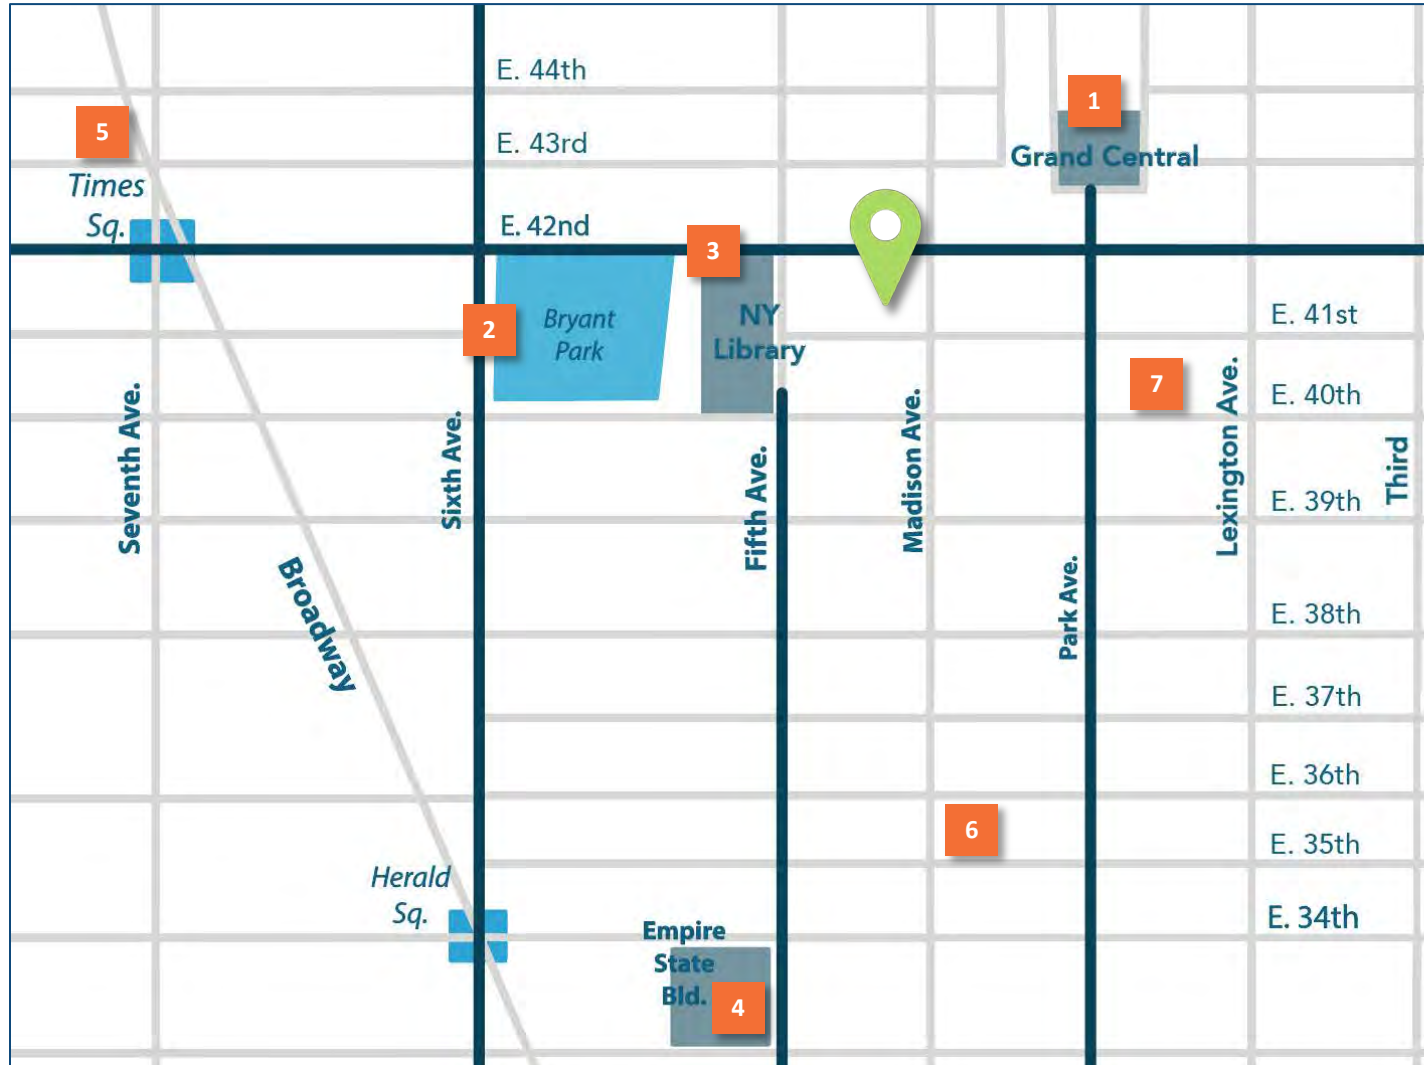 E. 44th
1
5
E. 43rd
Grand Central
Times
Sq.
E. 42nd
3
2
Bryant
Park
NY
Library
E. 41st
7
E. 40th
Seventh Ave.
Sixth Ave.
Fifth Ave.
Madison Ave.
Lexington Ave.
Third
E. 39th
Broadway
Park Ave.
E. 38th
E. 37th
E. 36th
6
E. 35th
Herald
Sq.
E. 34th
Empire
State
Bld.
4